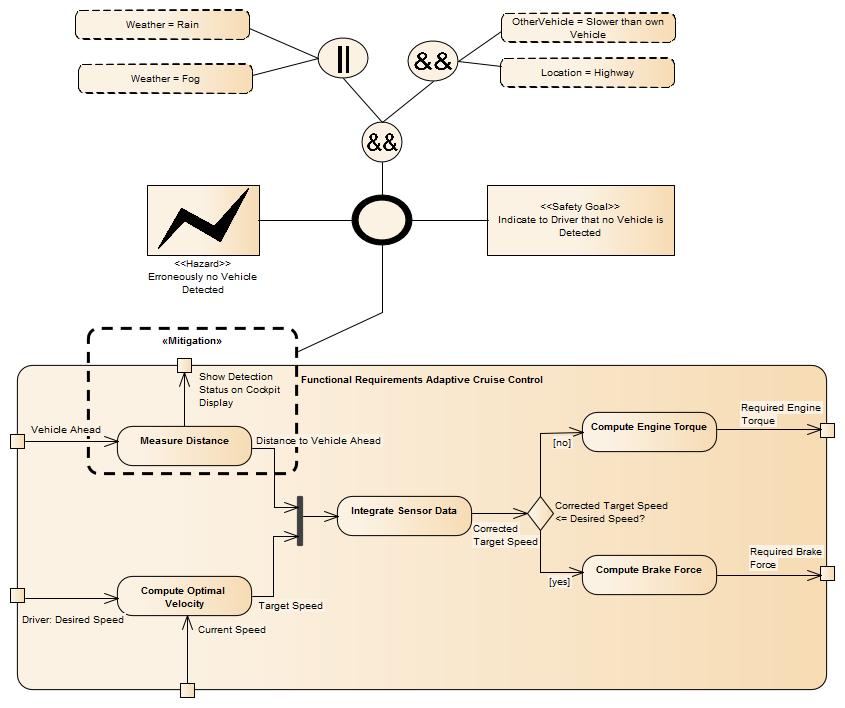 Weather = Rain
Weather = Fog
||
&&
OtherVehicle = Slower than own
Vehicle
Location = Highway
&&
<<Hazard>>
Erroneously no Vehicle
Detected
<<Safety Goal>>
Indicate to Driver that no Vehicle is
Detected
«Mitigation»
Show Detection
Status on Cockpit
Display
Functional Requirements Adaptive Cruise Control
Vehicle Ahead
Measure Distance
Distance to Vehicle Ahead
Integrate Sensor Data
Corrected
Target Speed
Corrected Target Speed
<= Desired Speed?
[no]
Compute Engine Torque
Required Engine
Torque
[yes]
Compute Brake Force
Required Brake
Force
Compute Optimal
Velocity
Target Speed
Driver: Desired Speed
Current Speed